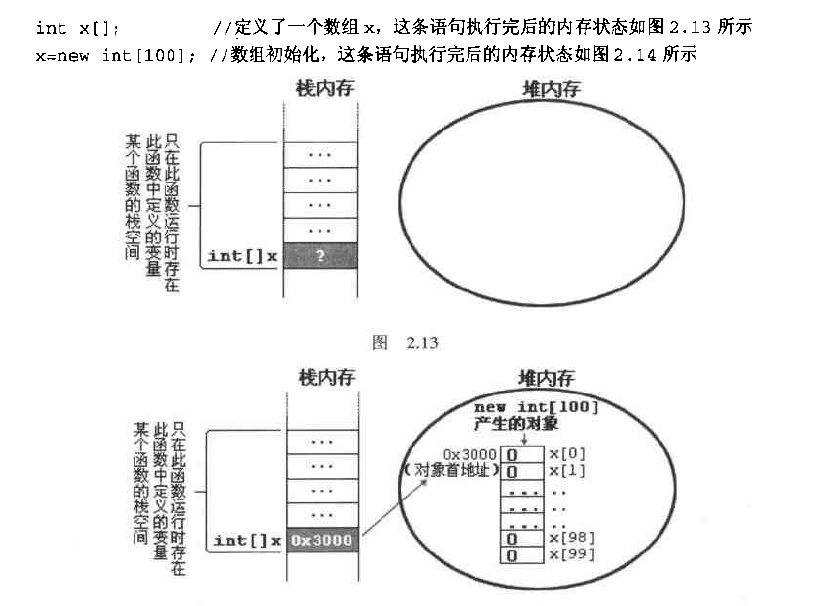 int x[]; //定义了一个数组 x，这条语句执行完后的内存状态如图 2.13 所示
x=new int[100]; //数组初始化，这条语句执行完后的内存状态如图 2.14 所示
栈内存
堆内存
只在此函数运行时存在
此函数中定义的变量
某个函数的栈空间
...
...
...
...
int[]x
?
图 2.13
栈内存
堆内存
new int[100]
产生的对象
只在此函数运行时存在
此函数中定义的变量
某个函数的栈空间
...
...
...
...
int[]x
0x3000
0x3000
(对象首地址)
0 x[0]
0 x[1]
... ..
... ..
... ..
0 x[98]
0 x[99]